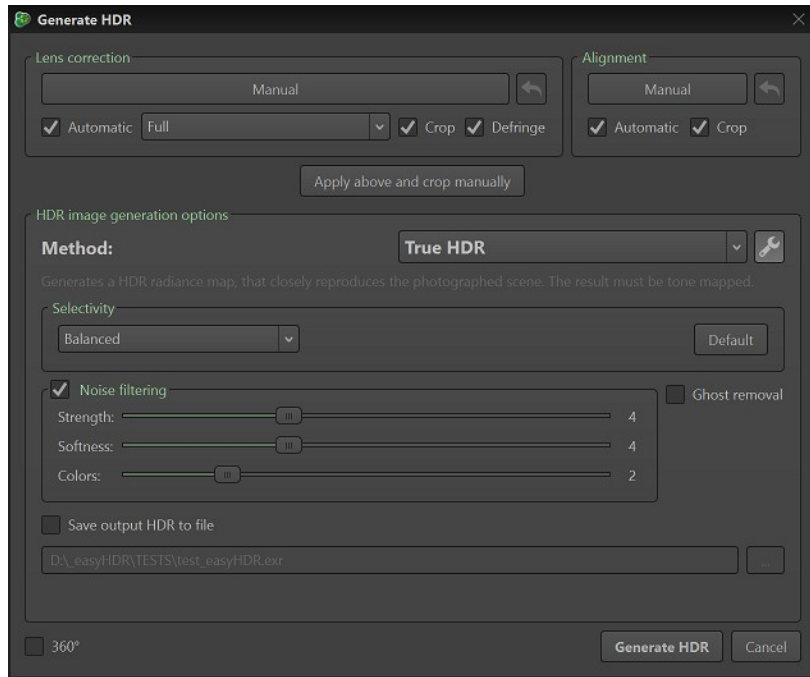 Generate HDR
Lens correction
Manual
Automatic Full Crop Defringe
Alignment
Manual
Automatic Crop
Apply above and crop manually
HDR image generation options
Method: True HDR
Generates a HDR radiance map, that closely reproduces the photographed scene. The result must be tone mapped.
Selectivity
Balanced Default
Noise filtering
Strength: 4
Softness: 4
Colors: 2
Ghost removal
Save output HDR to file
D:\_easyHDR\TESTS\test_easyHDR.exr ...
360° Generate HDR Cancel